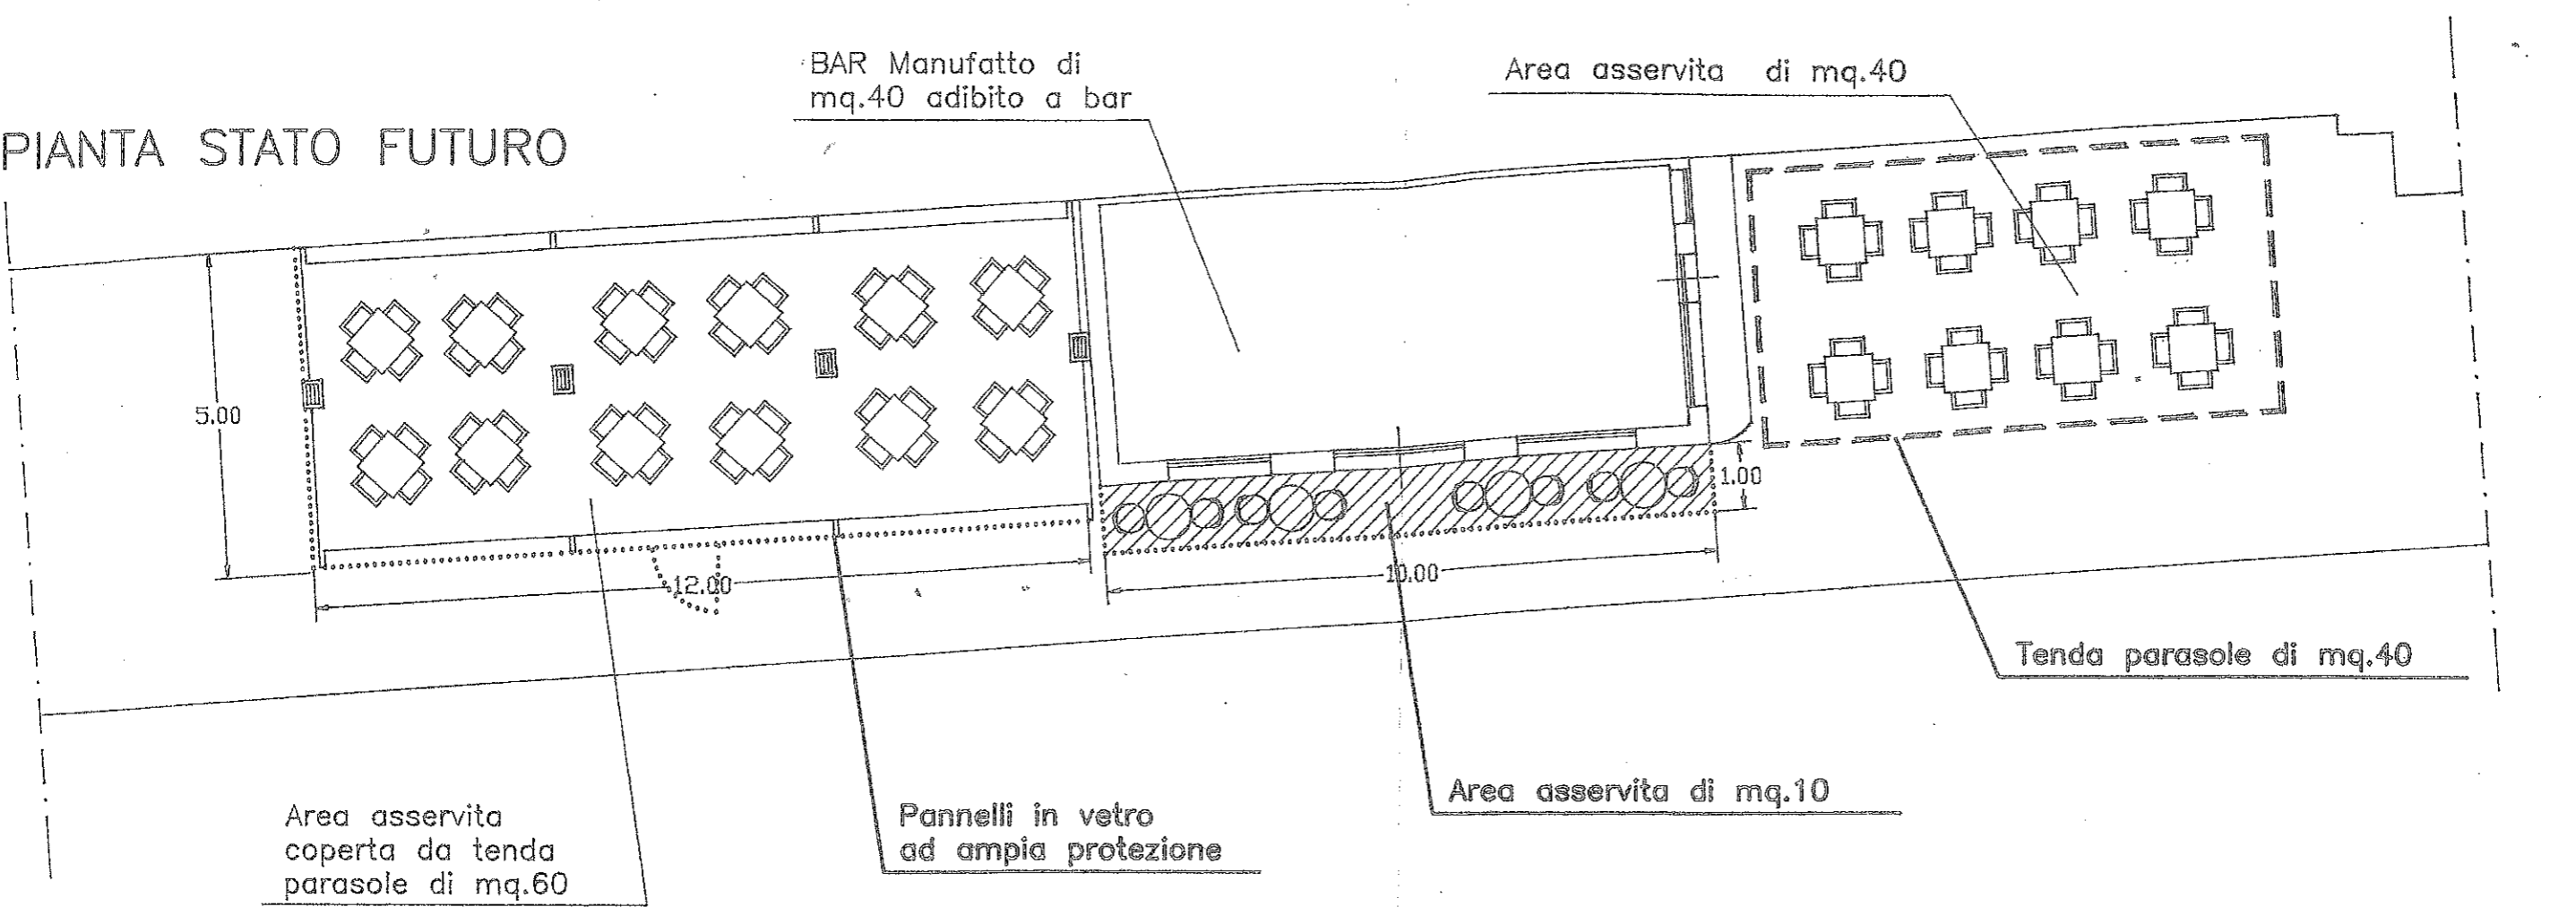 BAR Manufatto di
mq.40 adibito a bar
Area asservita di mq.40
PIANTA STATO FUTURO
5.00
1.00
12.00
10.00
Tenda parasole di mq.40
Area asservita di mq.10
Area asservita
coperta da tenda
parasole di mq.60
Pannelli in vetro
ad ampia protezione